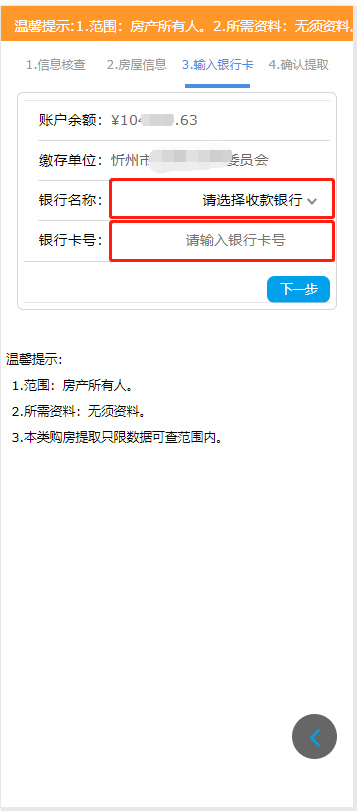 温馨提示:1.范围：房产所有人。2.所需资料：无须资料。
1.信息核查 2.房屋信息 3.输入银行卡 4.确认提取
账户余额: ¥104 .63
缴存单位: 忻州市 委员会
银行名称: 请选择收款银行
银行卡号: 请输入银行卡号
下一步
温馨提示:
1.范围：房产所有人。
2.所需资料：无须资料。
3.本类购房提取只限数据可查范围内。